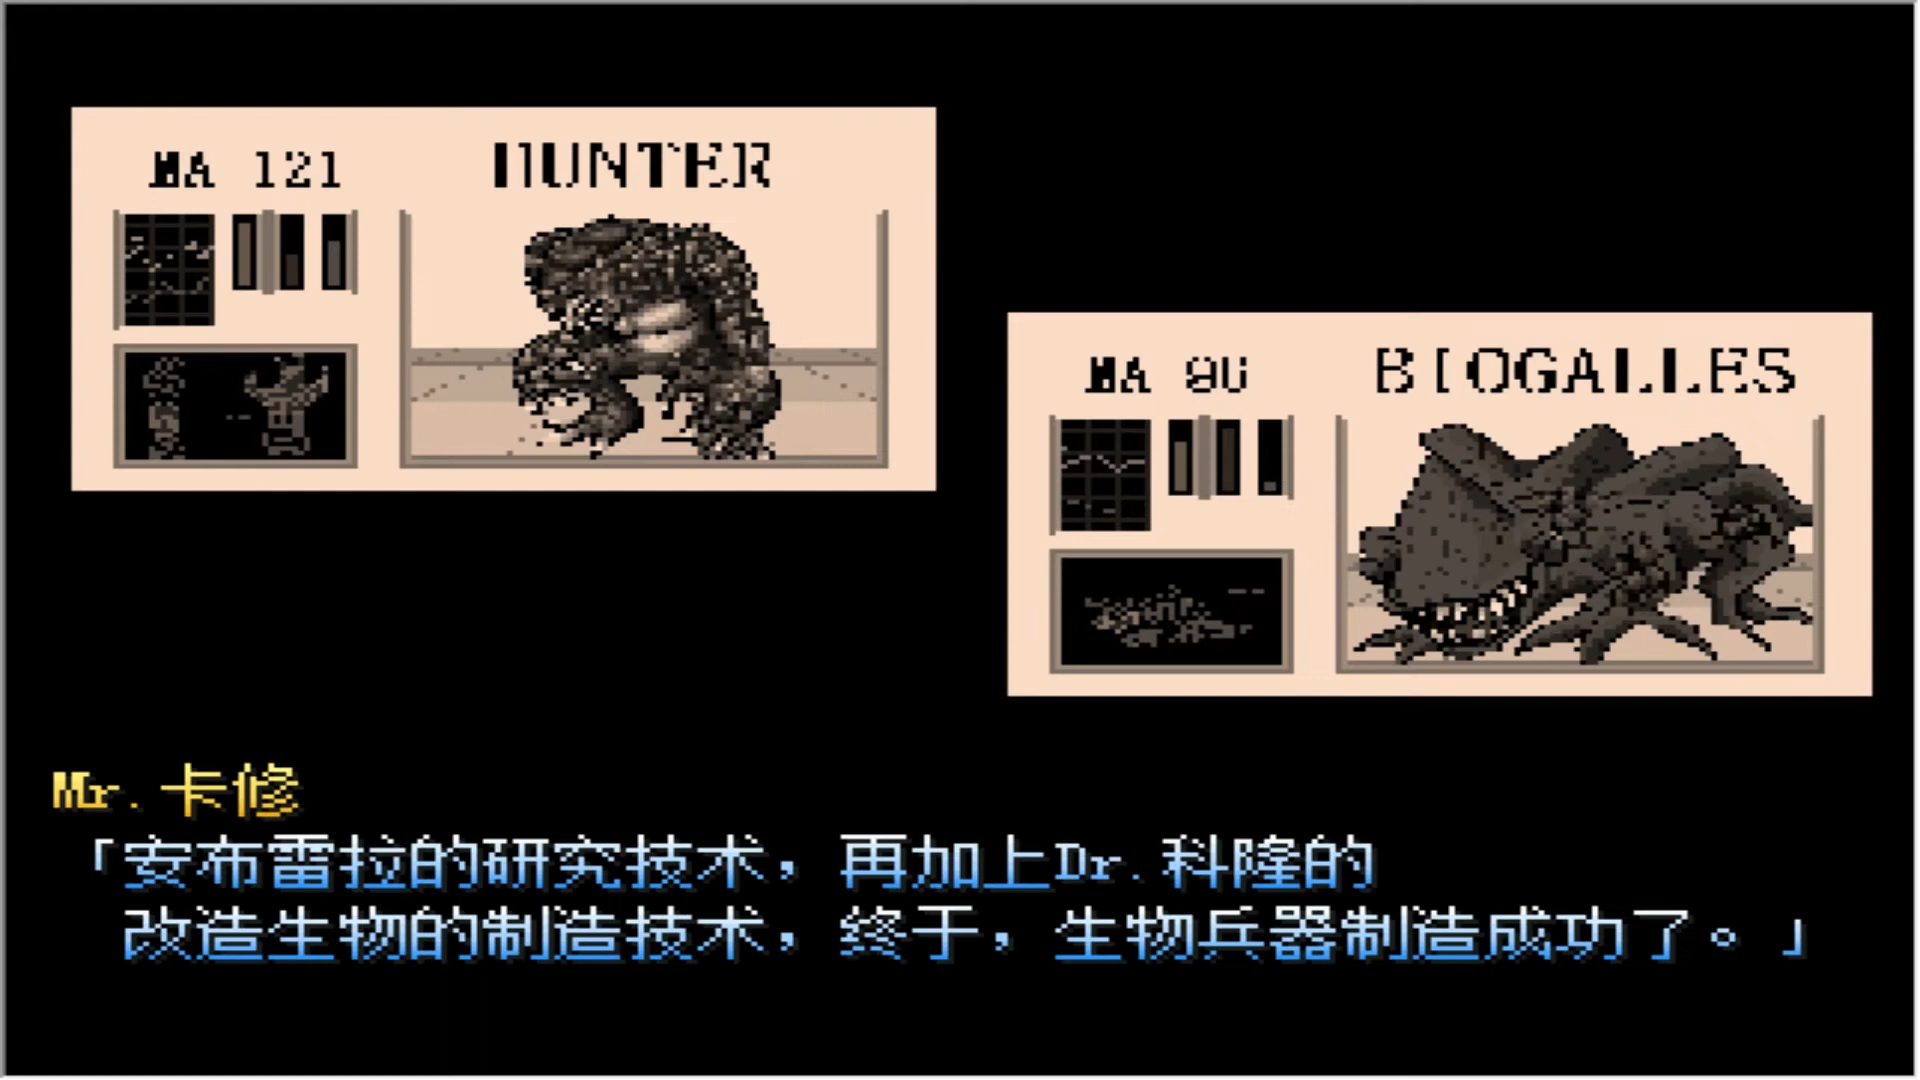 MA 121
HUNTER
MA 90
BIOGALLES
Mr.卡修
「安布雷拉的研究技术，再加上Dr.科隆的
改造生物的制造技术，终于，生物兵器制造成功了。」